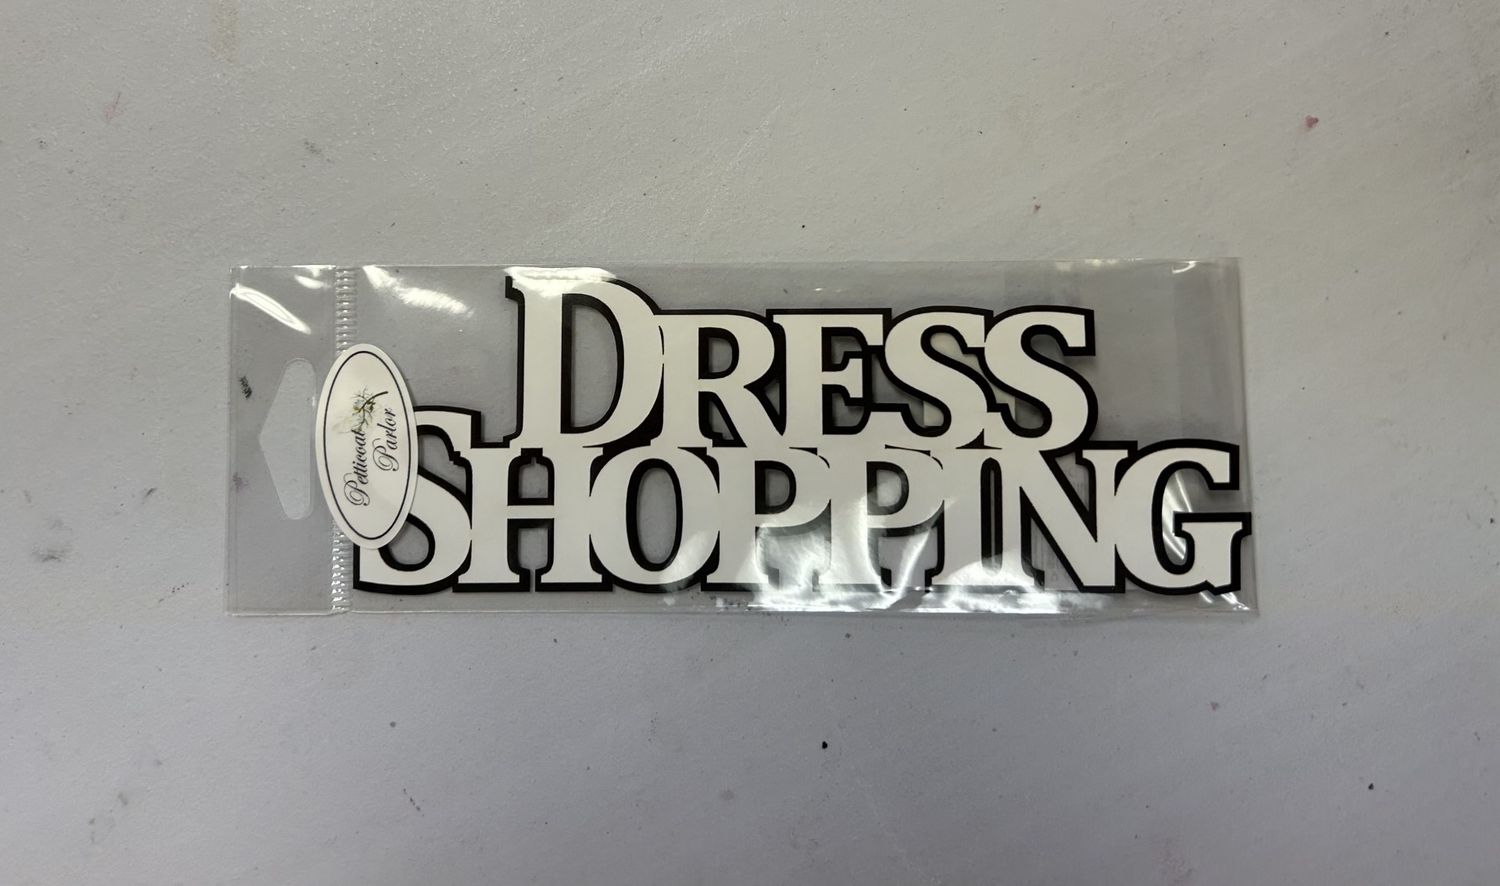 DRESS
SHOPPING
Petticoat
Parlor